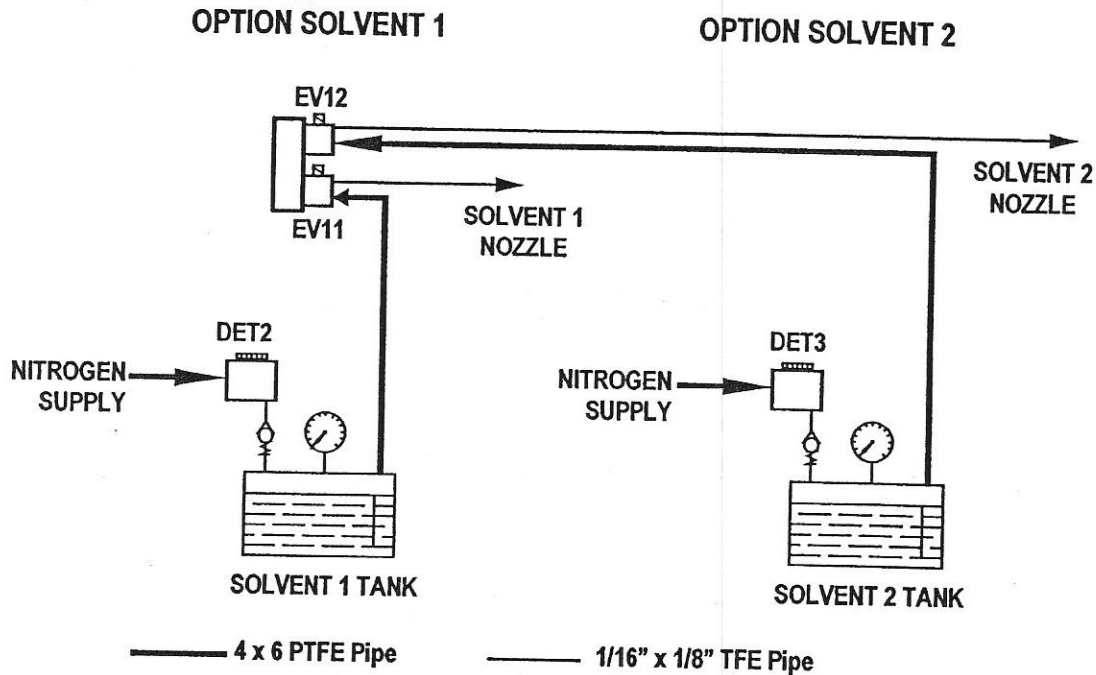 OPTION SOLVENT 1
OPTION SOLVENT 2
EV12
EV11
SOLVENT 1
NOZZLE
SOLVENT 2
NOZZLE
DET2
NITROGEN
SUPPLY
DET3
NITROGEN
SUPPLY
SOLVENT 1 TANK
SOLVENT 2 TANK
4 x 6 PTFE Pipe
1/16” x 1/8” TFE Pipe